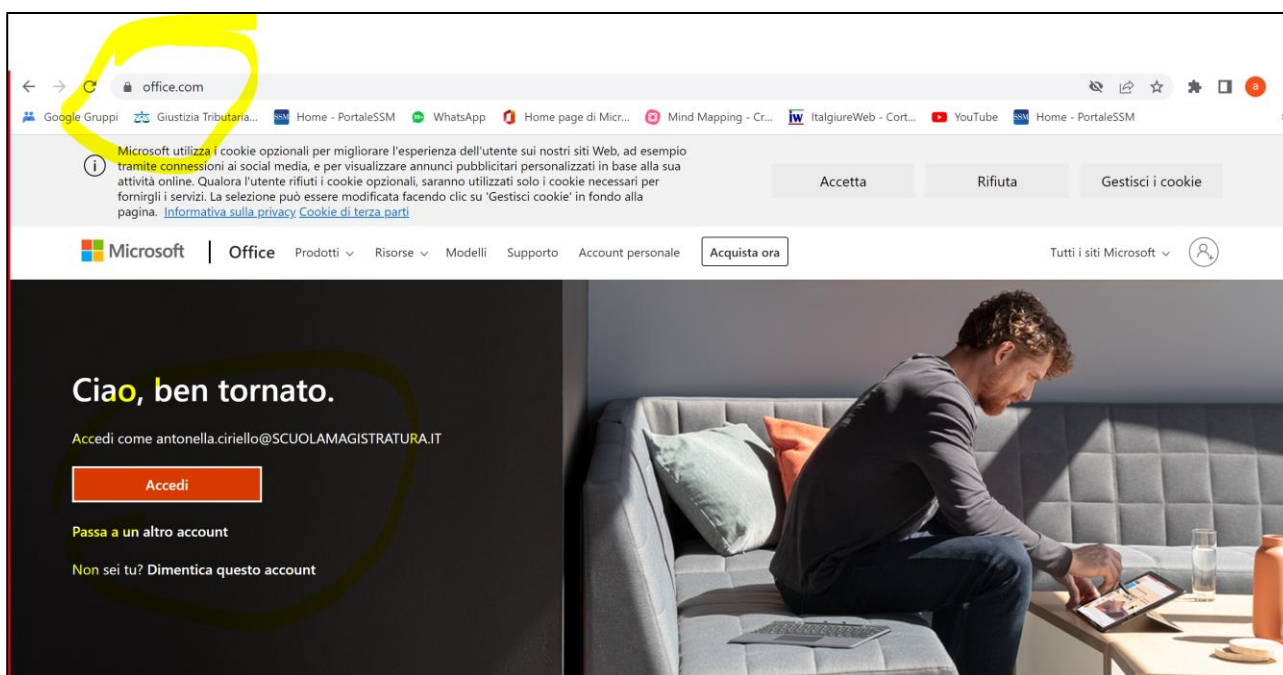 office.com
a
Google Gruppi Giustizia Tributaria... SSM Home - PortaleSSM WhatsApp Home page di Micr... Mind Mapping - Cr... iw ItalgiureWeb - Cort... YouTube SSM Home - PortaleSSM
Microsoft utilizza i cookie opzionali per migliorare l'esperienza dell'utente sui nostri siti Web, ad esempio
tramite connessioni ai social media, e per visualizzare annunci pubblicitari personalizzati in base alla sua
attività online. Qualora l'utente rifiuti i cookie opzionali, saranno utilizzati solo i cookie necessari per
fornirgli i servizi. La selezione può essere modificata facendo clic su 'Gestisci cookie' in fondo alla
pagina. Informativa sulla privacy Cookie di terza parti
Accetta Rifiuta Gestisci i cookie
Microsoft Office Prodotti Risorse Modelli Supporto Account personale Acquista ora Tutti i siti Microsoft
Ciao, ben tornato.
Accedi come antonella.ciriello@SCUOLAMAGISTRATURA.IT
Accedi
Passa a un altro account
Non sei tu? Dimentica questo account